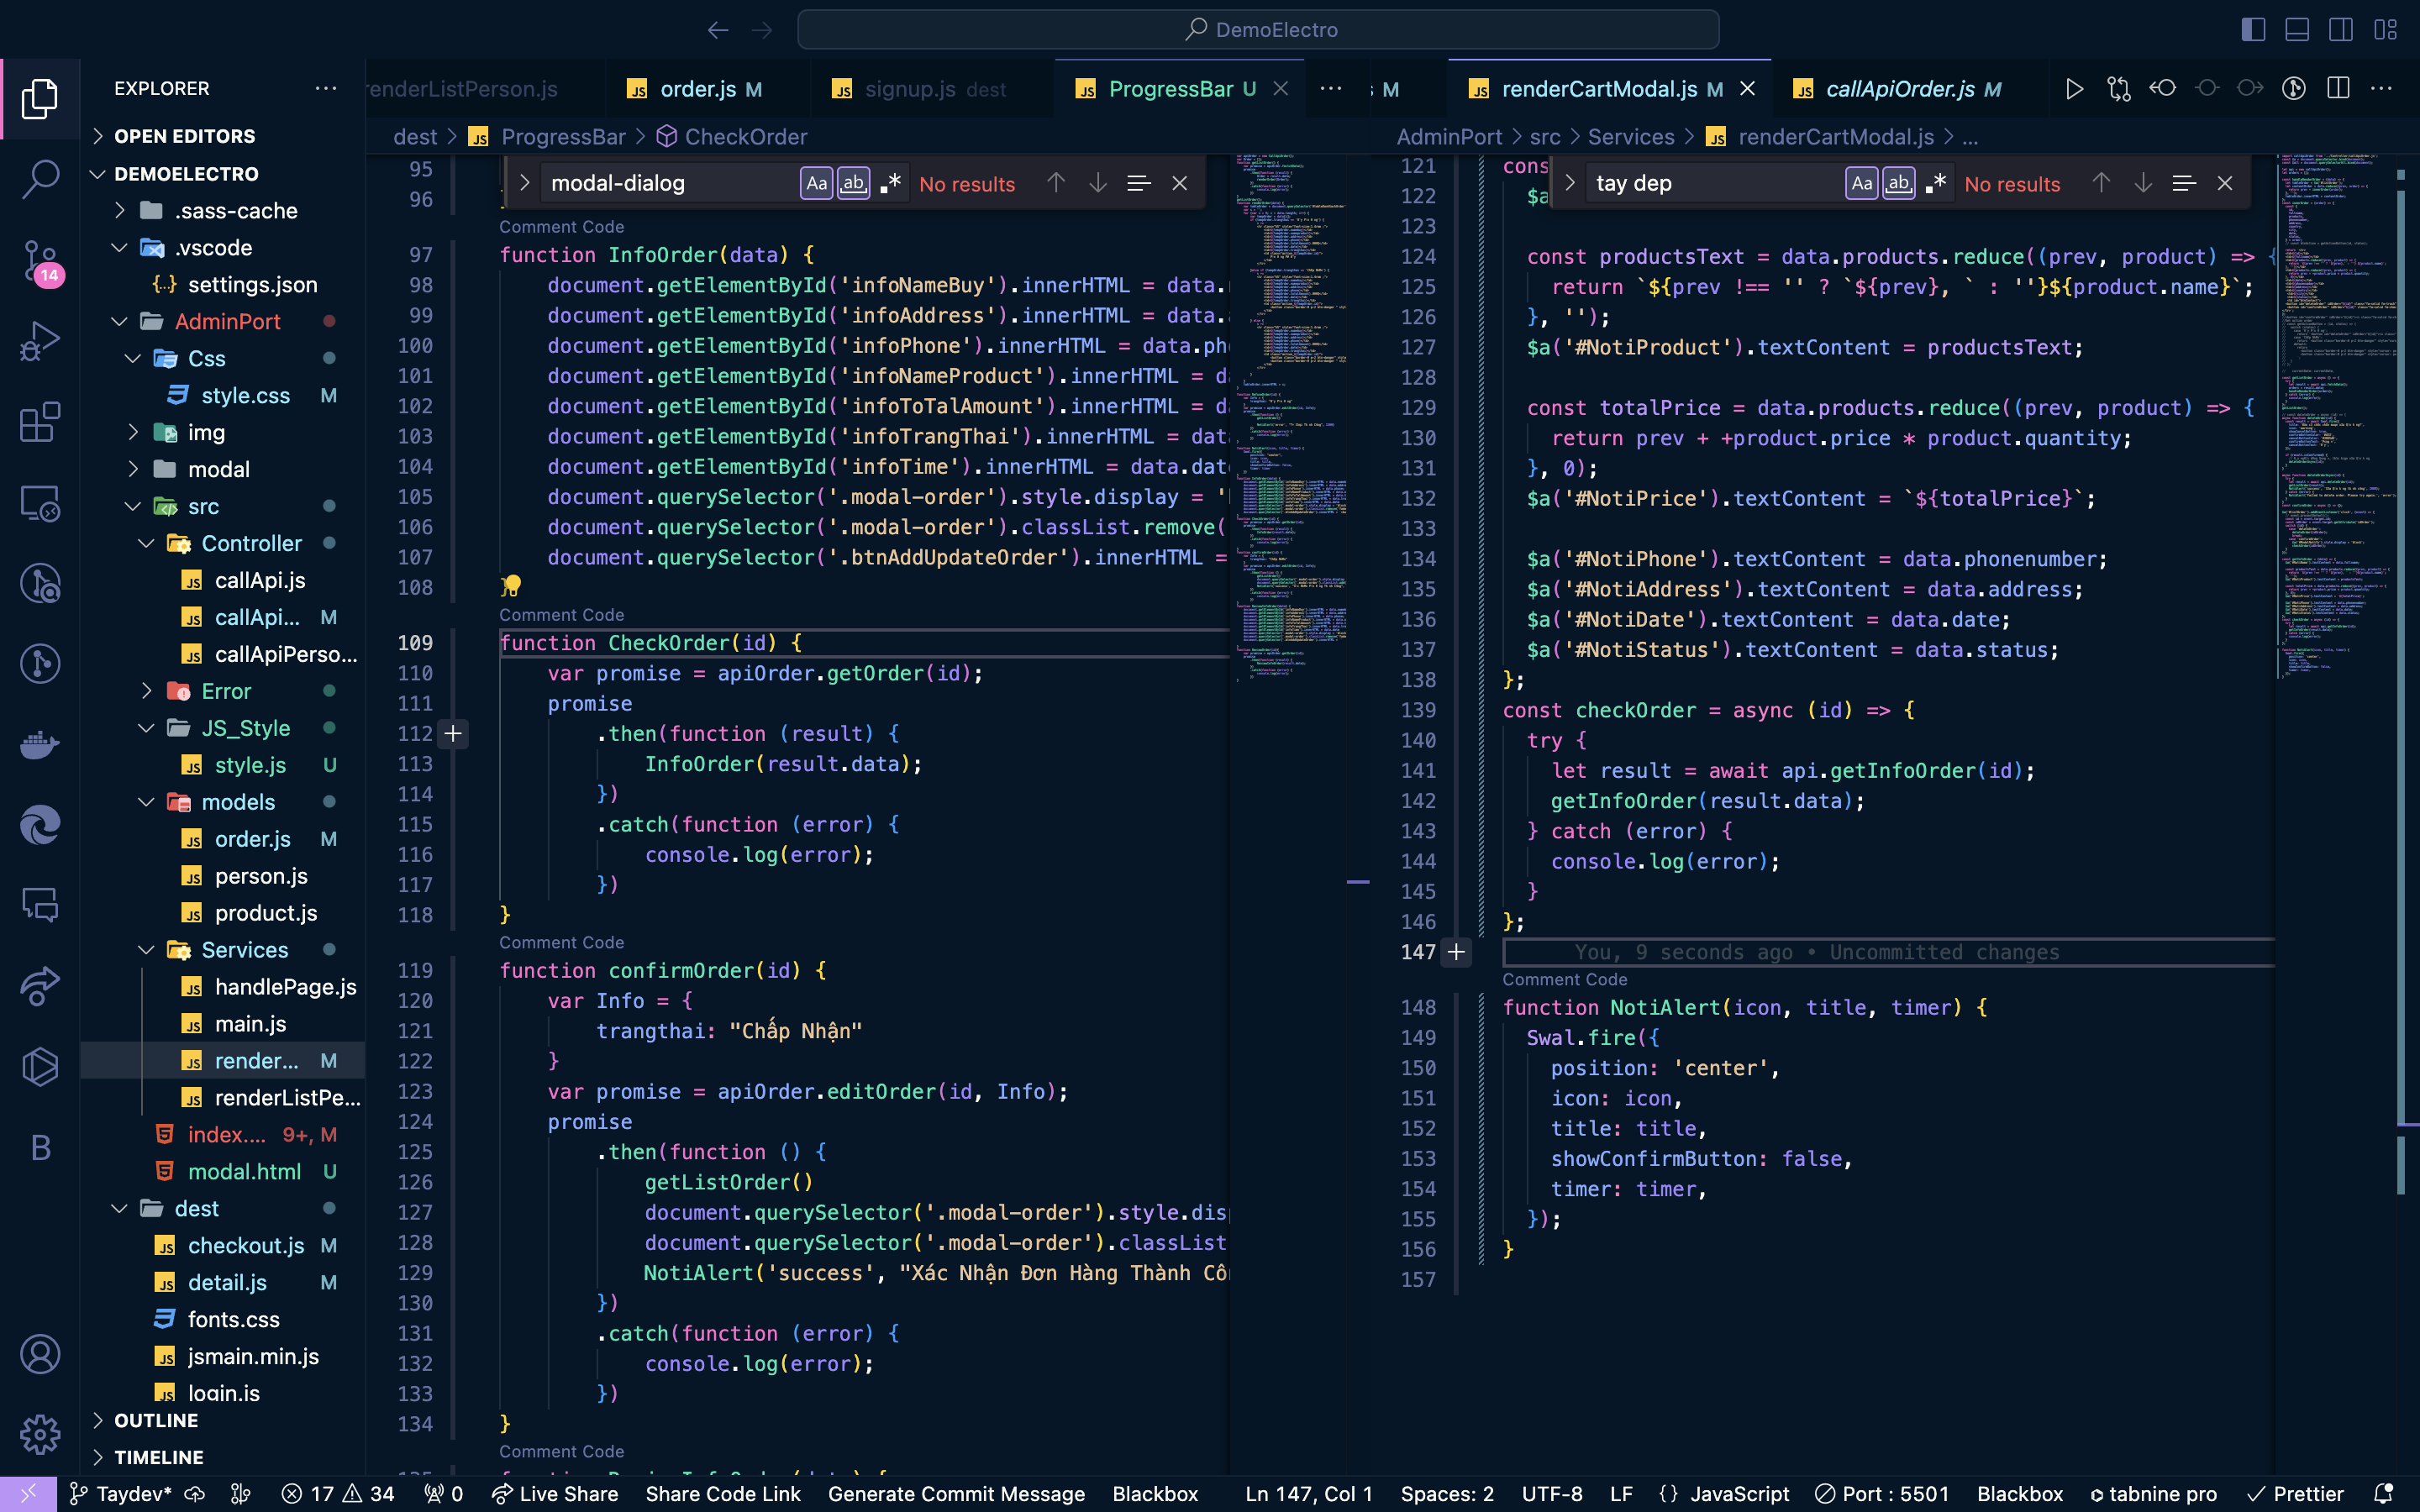 DemoElectro
EXPLORER
OPEN EDITORS
DEMOELECTRO
.sass-cache
.vscode
settings.json
AdminPort
Css
style.css M
img
modal
src
Controller
callApi.js
callApi... M
callApiPerso...
Error
JS_Style
style.js U
models
order.js M
person.js
product.js
Services
handlePage.js
main.js
render... M
renderListPe...
index.... 9+, M
modal.html U
dest
checkout.js M
detail.js M
fonts.css
jsmain.min.js
login.js
OUTLINE
TIMELINE
14
B
renderListPerson.js
order.js M
signup.js dest
ProgressBar U
dest > ProgressBar > CheckOrder
modal-dialog
Aa ab No results
95
96
Comment Code
97 function InfoOrder(data) {
98 document.getElementById('infoNameBuy').innerHTML = data.
99 document.getElementById('infoAddress').innerHTML = data.a
100 document.getElementById('infoPhone').innerHTML = data.pho
101 document.getElementById('infoNameProduct').innerHTML = da
102 document.getElementById('infoToTalAmount').innerHTML = da
103 document.getElementById('infoTrangThai').innerHTML = data
104 document.getElementById('infoTime').innerHTML = data.date
105 document.querySelector('.modal-order').style.display = '
106 document.querySelector('.modal-order').classList.remove(
107 document.querySelector('.btnAddUpdateOrder').innerHTML =
108 }
Comment Code
109 function CheckOrder(id) {
110 var promise = apiOrder.getOrder(id);
111 promise
112 .then(function (result) {
113 InfoOrder(result.data);
114 })
115 .catch(function (error) {
116 console.log(error);
117 })
118 }
Comment Code
119 function confirmOrder(id) {
120 var Info = {
121 trangthai: "Chấp Nhận"
122 }
123 var promise = apiOrder.editOrder(id, Info);
124 promise
125 .then(function () {
126 getListOrder()
127 document.querySelector('.modal-order').style.disp
128 document.querySelector('.modal-order').classList
129 NotiAlert('success', "Xác Nhận Đơn Hàng Thành Côn
130 })
131 .catch(function (error) {
132 console.log(error);
133 })
134 }
Comment Code
M
renderCartModal.js M
callApiOrder.js M
AdminPort > src > Services > renderCartModal.js > ...
tay dep
Aa ab No results
121 cons
122 $a
123
124 const productsText = data.products.reduce((prev, product) => {
125 return `${prev !== '' ? `${prev}, ` : ''}${product.name}`;
126 }, '');
127 $a('#NotiProduct').textContent = productsText;
128
129 const totalPrice = data.products.reduce((prev, product) => {
130 return prev + +product.price * product.quantity;
131 }, 0);
132 $a('#NotiPrice').textContent = `${totalPrice}`;
133
134 $a('#NotiPhone').textContent = data.phonenumber;
135 $a('#NotiAddress').textContent = data.address;
136 $a('#NotiDate').textContent = data.date;
137 $a('#NotiStatus').textContent = data.status;
138 };
139 const checkOrder = async (id) => {
140 try {
141 let result = await api.getInfoOrder(id);
142 getInfoOrder(result.data);
143 } catch (error) {
144 console.log(error);
145 }
146 };
147 You, 9 seconds ago • Uncommitted changes
Comment Code
148 function NotiAlert(icon, title, timer) {
149 Swal.fire({
150 position: 'center',
151 icon: icon,
152 title: title,
153 showConfirmButton: false,
154 timer: timer,
155 });
156 }
157
Taydev* 17 34 0 Live Share Share Code Link Generate Commit Message Blackbox Ln 147, Col 1 Spaces: 2 UTF-8 LF {} JavaScript Port : 5501 Blackbox tabnine pro Prettier